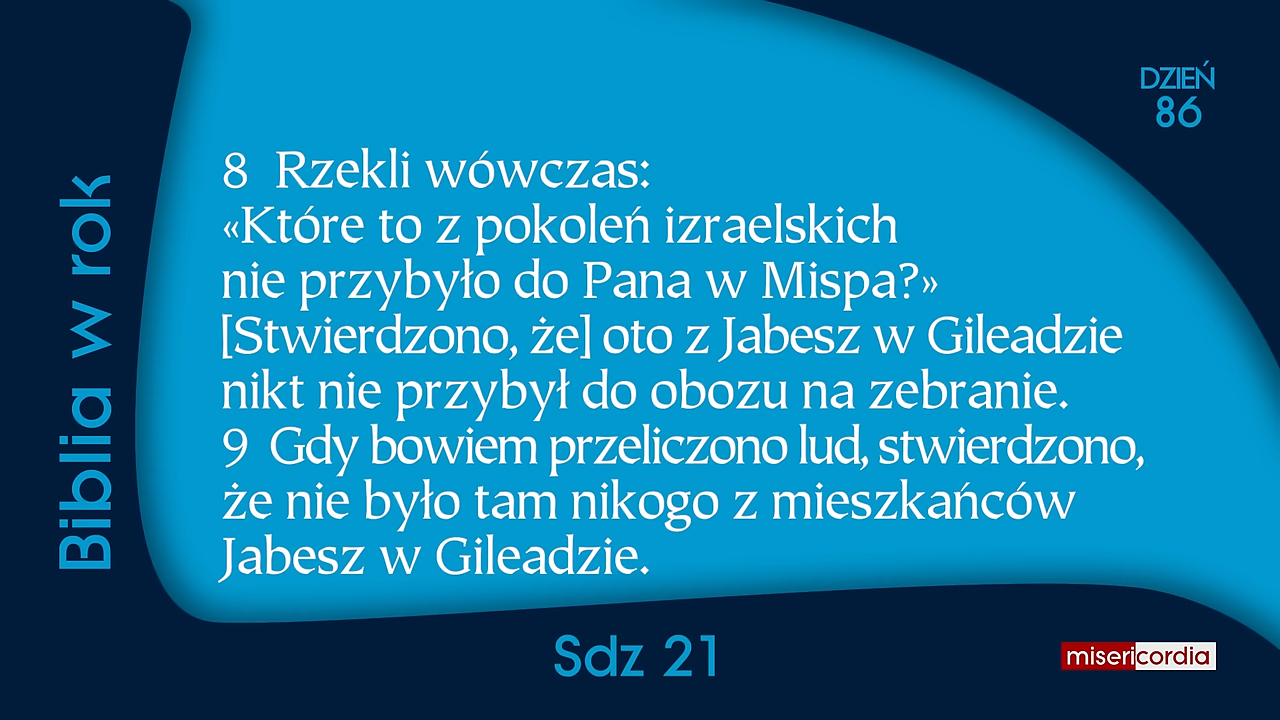 DZIEŃ
86
Biblia w rok
8 Rzekli wówczas:
«Które to z pokoleń izraelskich
nie przybyło do Pana w Mispa?»
[Stwierdzono, że] oto z Jabesz w Gileadzie
nikt nie przybył do obozu na zebranie.
9 Gdy bowiem przeliczono lud, stwierdzono,
że nie było tam nikogo z mieszkańców
Jabesz w Gileadzie.
Sdz 21
misericordia